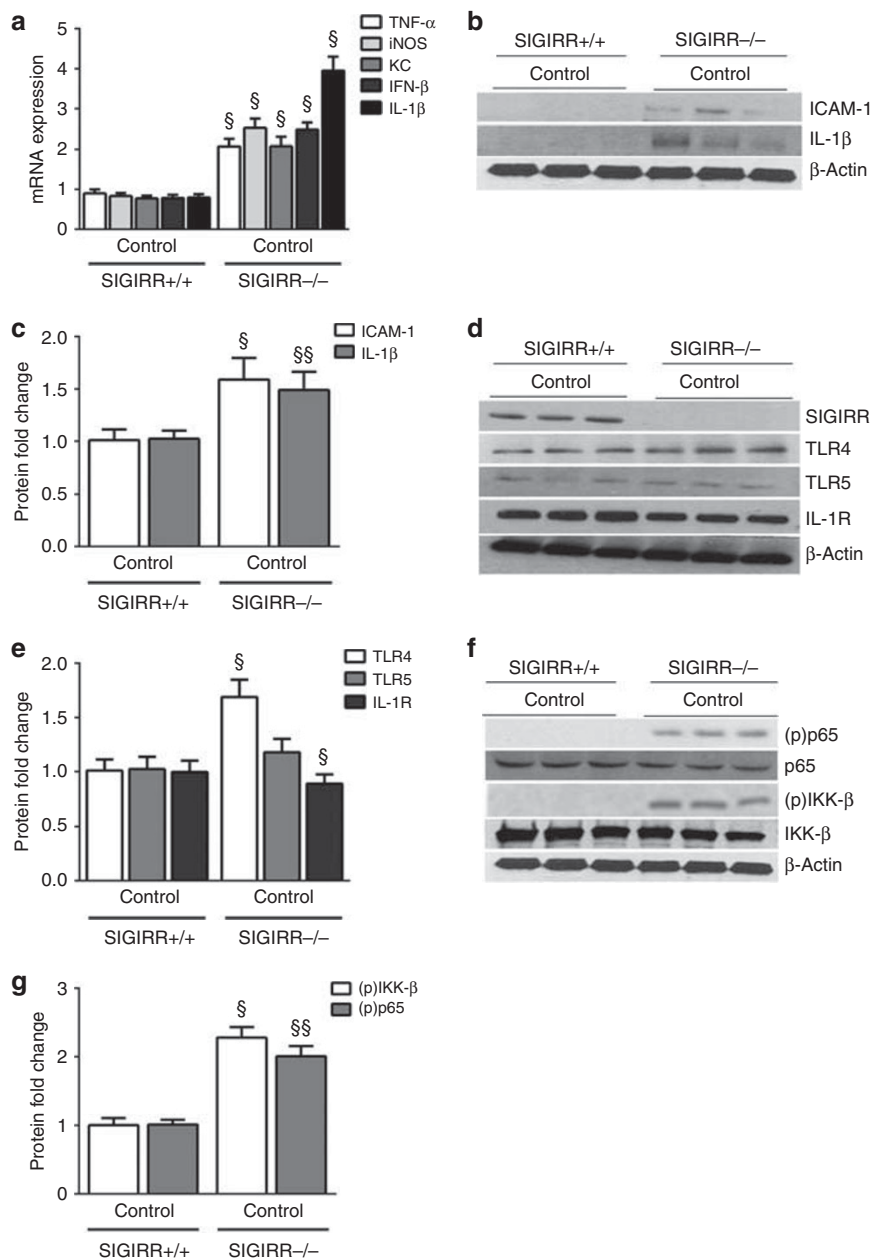 a
mRNA expression
5
4
3
2
1
0
TNF-α
iNOS
KC
IFN-β
IL-1β
§ § § § §
Control Control
SIGIRR+/+ SIGIRR–/–
b
SIGIRR+/+ SIGIRR–/–
Control Control
ICAM-1
IL-1β
β-Actin
c
Protein fold change
2.0
1.5
1.0
0.5
0.0
ICAM-1
IL-1β
§ §§
Control Control
SIGIRR+/+ SIGIRR–/–
d
SIGIRR+/+ SIGIRR–/–
Control Control
SIGIRR
TLR4
TLR5
IL-1R
β-Actin
e
Protein fold change
2.0
1.5
1.0
0.5
0.0
TLR4
TLR5
IL-1R
§ §
Control Control
SIGIRR+/+ SIGIRR–/–
f
SIGIRR+/+ SIGIRR–/–
Control Control
(p)p65
p65
(p)IKK-β
IKK-β
β-Actin
g
Protein fold change
3
2
1
0
(p)IKK-β
(p)p65
§ §§
Control Control
SIGIRR+/+ SIGIRR–/–